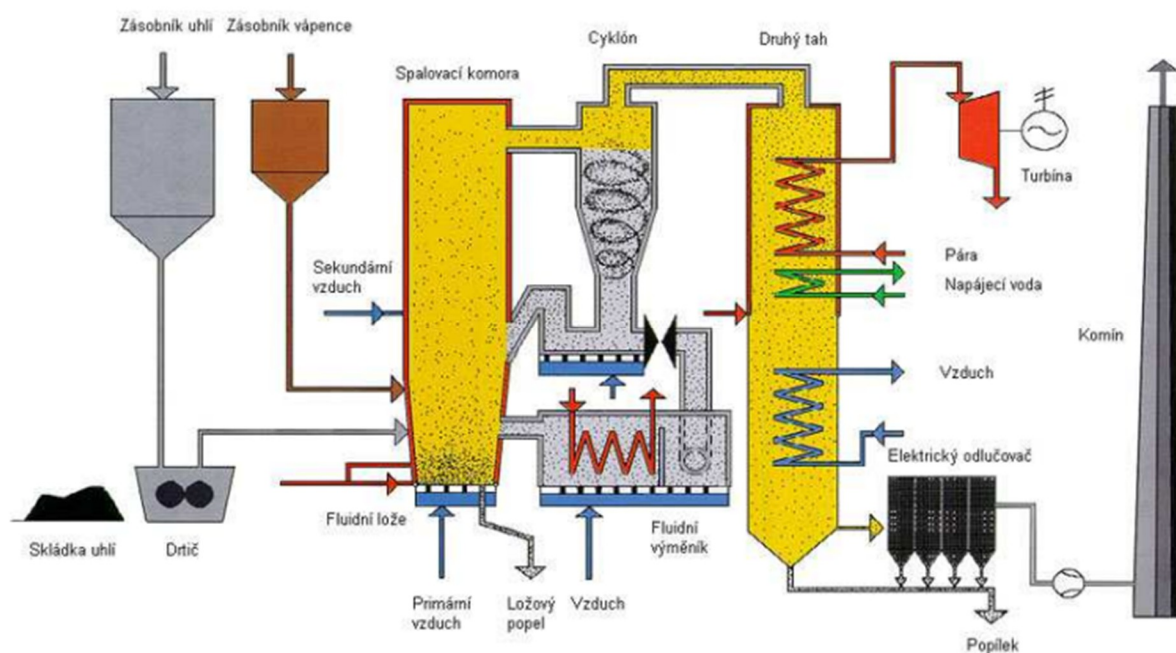 Zásobník uhlí
Zásobník vápence
Cyklón
Druhý tah
Spalovací komora
Turbína
Sekundární
vzduch
Pára
Napájecí voda
Komín
Vzduch
Elektrický odlučovač
Fluidní lože
Fluidní
výměník
Skládka uhlí
Drtič
Primární
vzduch
Ložový
popel
Vzduch
Popílek